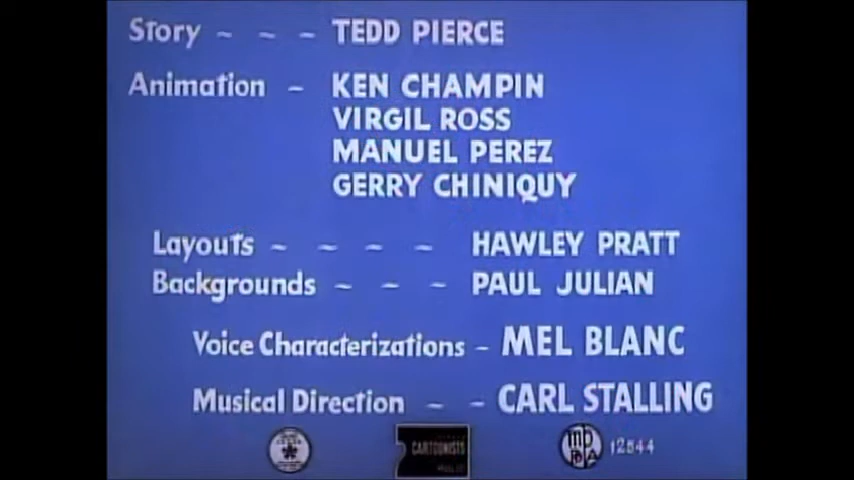 Story ~ ~ ~ TEDD PIERCE
Animation ~ KEN CHAMPIN
VIRGIL ROSS
MANUEL PEREZ
GERRY CHINIQUY
Layouts ~ ~ ~ ~ HAWLEY PRATT
Backgrounds ~ ~ ~ PAUL JULIAN
Voice Characterizations ~ MEL BLANC
Musical Direction ~ ~ CARL STALLING
CARTOONISTS
12544